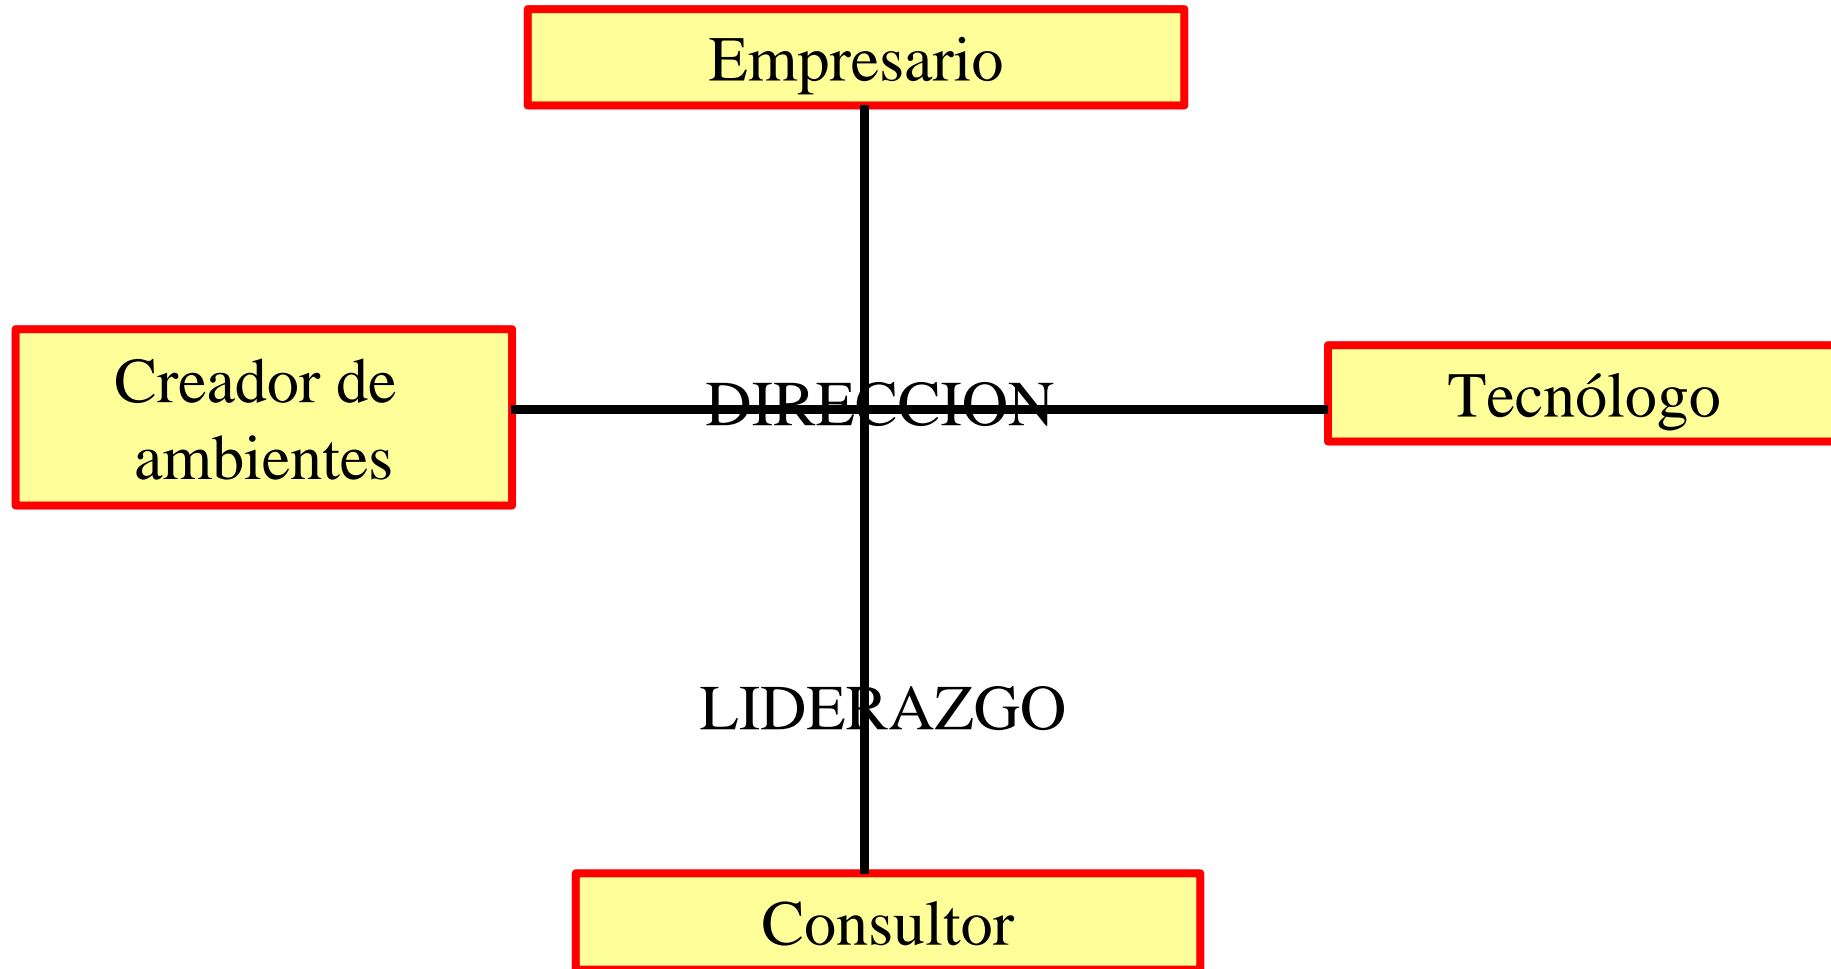 Empresario
Creador de
ambientes
DIRECCION
Tecnólogo
LIDERAZGO
Consultor